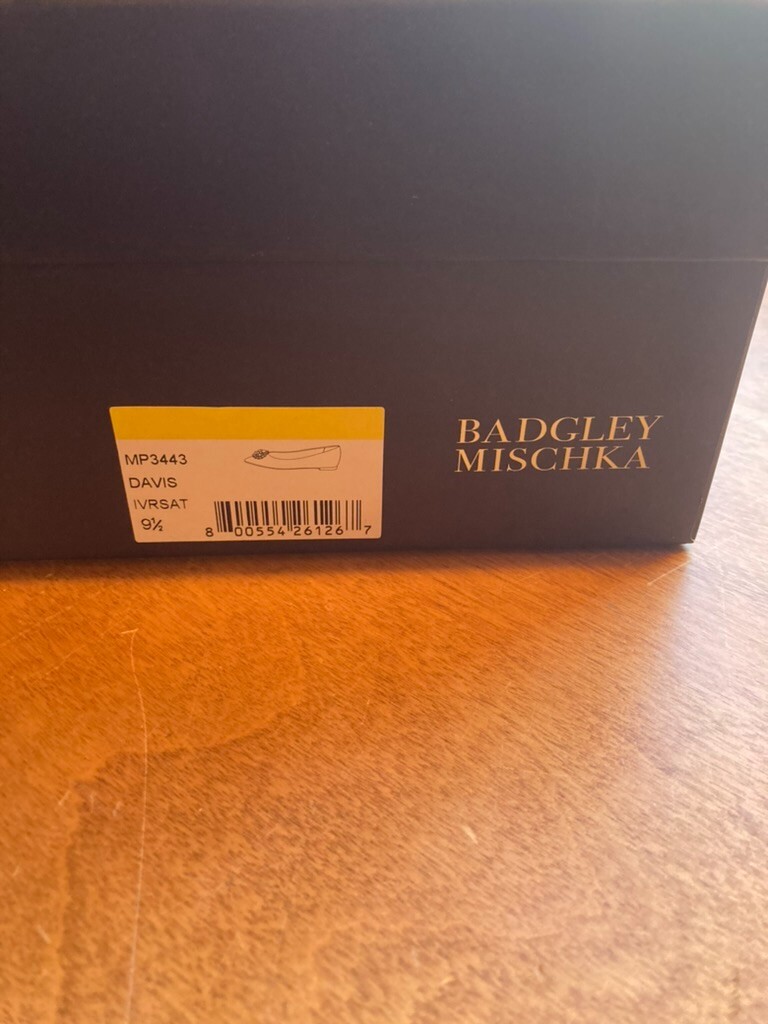 MP3443
DAVIS
IVRSAT
9½
8 00554 26126 7
BADGLEY
MISCHKA